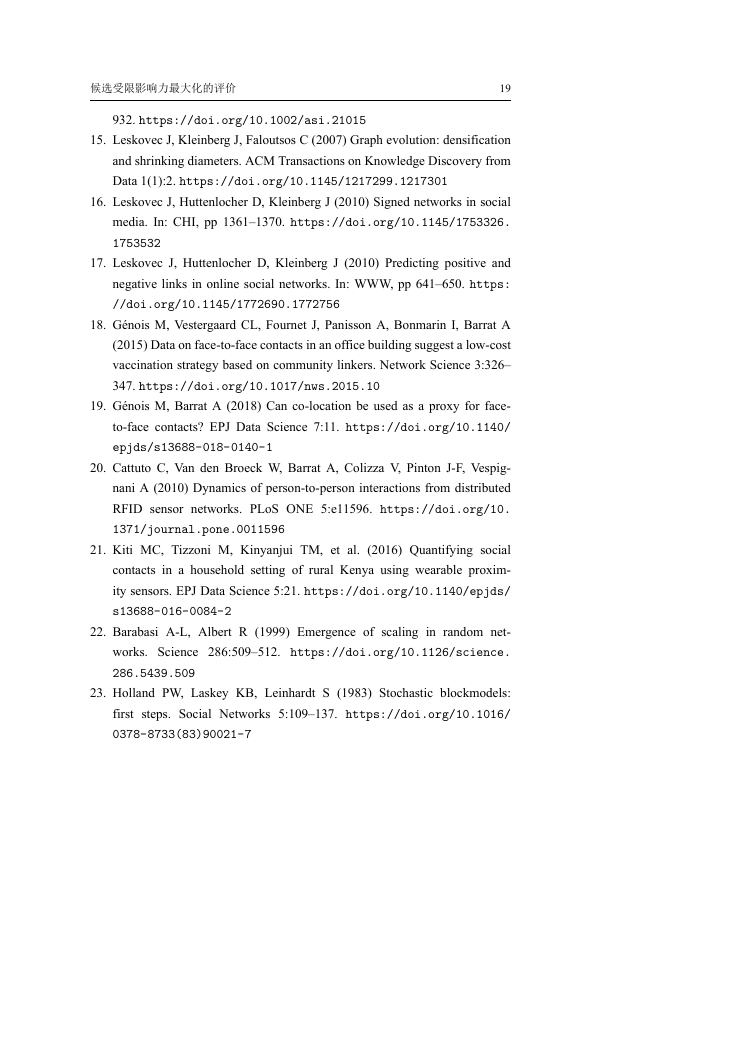 候选受限影响力最大化的评价 19
932. https://doi.org/10.1002/asi.21015
15. Leskovec J, Kleinberg J, Faloutsos C (2007) Graph evolution: densification
and shrinking diameters. ACM Transactions on Knowledge Discovery from
Data 1(1):2. https://doi.org/10.1145/1217299.1217301
16. Leskovec J, Huttenlocher D, Kleinberg J (2010) Signed networks in social
media. In: CHI, pp 1361–1370. https://doi.org/10.1145/1753326.
1753532
17. Leskovec J, Huttenlocher D, Kleinberg J (2010) Predicting positive and
negative links in online social networks. In: WWW, pp 641–650. https:
//doi.org/10.1145/1772690.1772756
18. Génois M, Vestergaard CL, Fournet J, Panisson A, Bonmarin I, Barrat A
(2015) Data on face-to-face contacts in an office building suggest a low-cost
vaccination strategy based on community linkers. Network Science 3:326–
347. https://doi.org/10.1017/nws.2015.10
19. Génois M, Barrat A (2018) Can co-location be used as a proxy for face-
to-face contacts? EPJ Data Science 7:11. https://doi.org/10.1140/
epjds/s13688-018-0140-1
20. Cattuto C, Van den Broeck W, Barrat A, Colizza V, Pinton J-F, Vespig-
nani A (2010) Dynamics of person-to-person interactions from distributed
RFID sensor networks. PLoS ONE 5:e11596. https://doi.org/10.
1371/journal.pone.0011596
21. Kiti MC, Tizzoni M, Kinyanjui TM, et al. (2016) Quantifying social
contacts in a household setting of rural Kenya using wearable proxim-
ity sensors. EPJ Data Science 5:21. https://doi.org/10.1140/epjds/
s13688-016-0084-2
22. Barabasi A-L, Albert R (1999) Emergence of scaling in random net-
works. Science 286:509–512. https://doi.org/10.1126/science.
286.5439.509
23. Holland PW, Laskey KB, Leinhardt S (1983) Stochastic blockmodels:
first steps. Social Networks 5:109–137. https://doi.org/10.1016/
0378-8733(83)90021-7